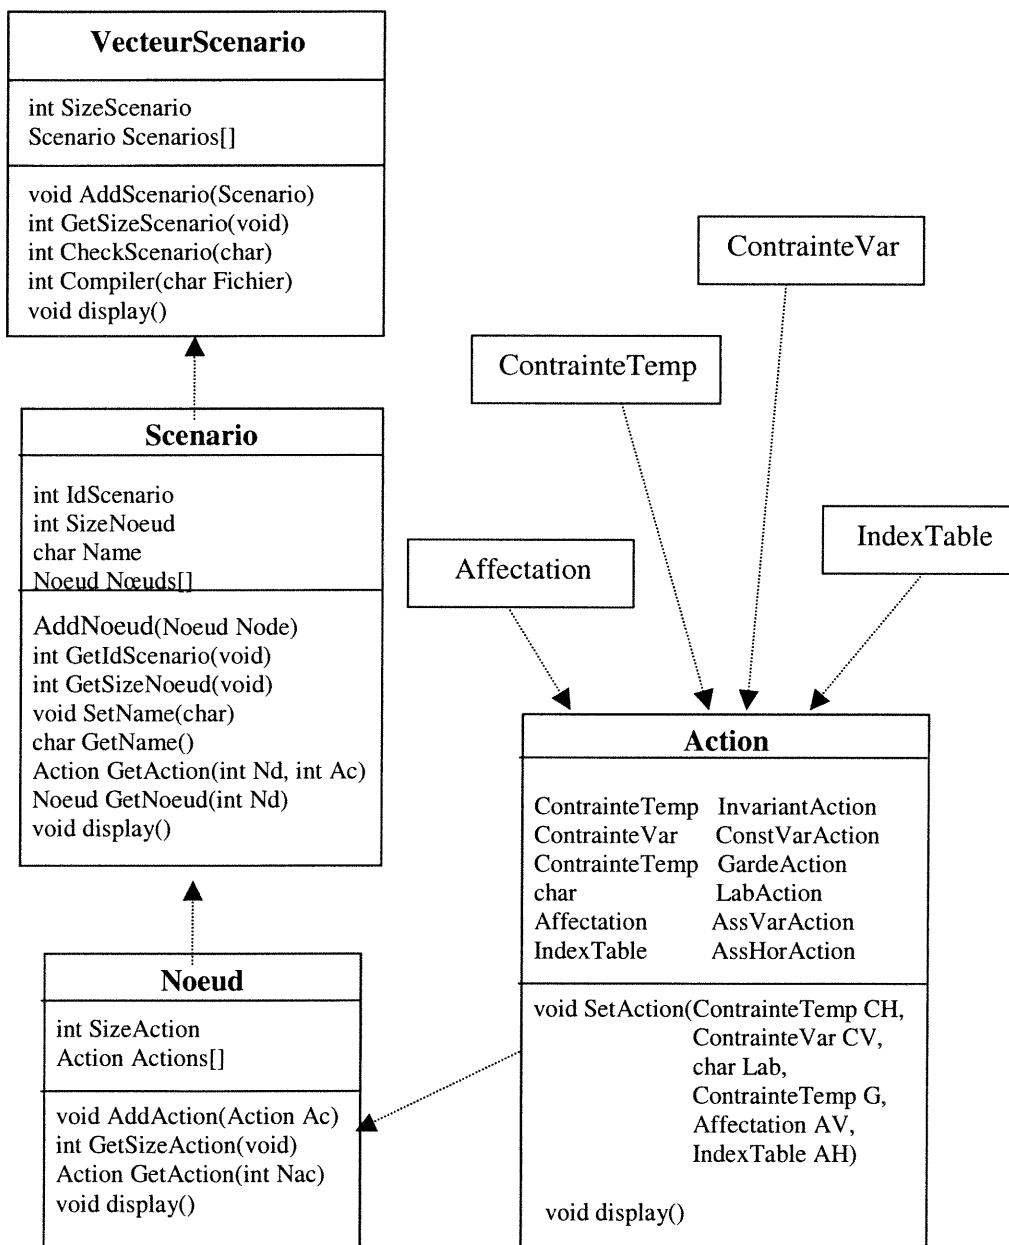 VecteurScenario
int SizeScenario
Scenario Scenarios[]
void AddScenario(Scenario)
int GetSizeScenario(void)
int CheckScenario(char)
int Compiler(char Fichier)
void display()
ContrainteVar
ContrainteTemp
Scenario
int IdScenario
int SizeNoeud
char Name
Noeud Nœuds[]
AddNoeud(Noeud Node)
int GetIdScenario(void)
int GetSizeNoeud(void)
void SetName(char)
char GetName()
Action GetAction(int Nd, int Ac)
Noeud GetNoeud(int Nd)
void display()
Affectation
IndexTable
Action
ContrainteTemp InvariantAction
ContrainteVar ConstVarAction
ContrainteTemp GardeAction
char LabAction
Affectation AssVarAction
IndexTable AssHorAction
void SetAction(ContrainteTemp CH,
ContrainteVar CV,
char Lab,
ContrainteTemp G,
Affectation AV,
IndexTable AH)
void display()
Noeud
int SizeAction
Action Actions[]
void AddAction(Action Ac)
int GetSizeAction(void)
Action GetAction(int Nac)
void display()